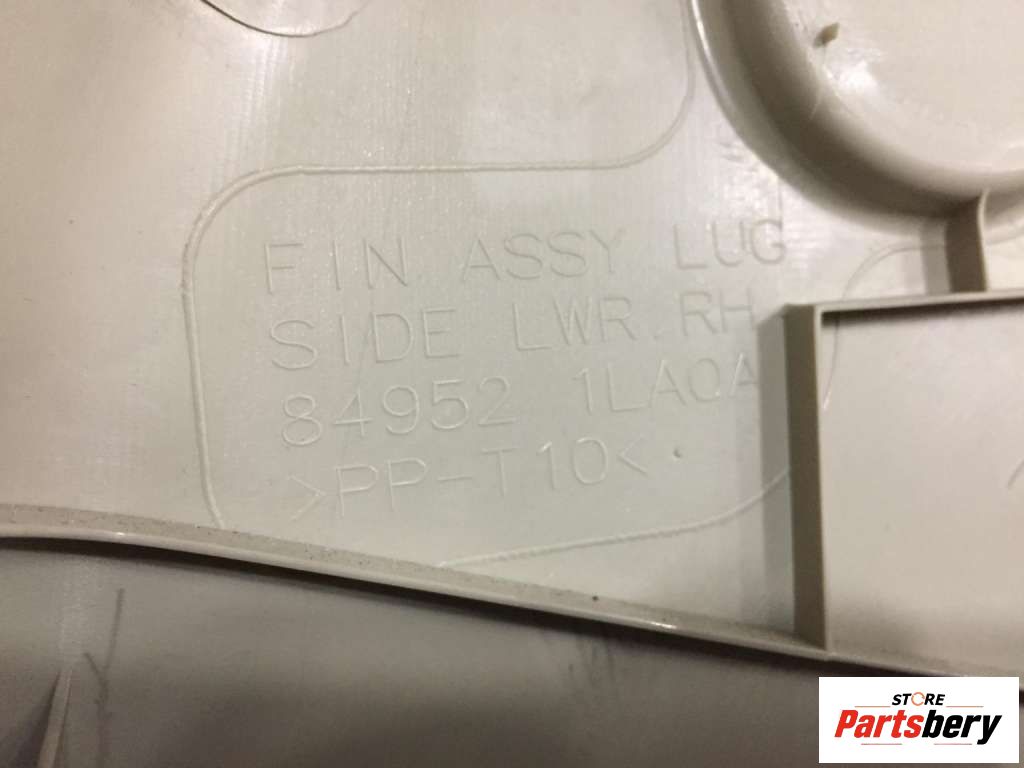 FIN ASSY LUG
SIDE LWR RH
84952 1LA0A
>PP-T10<
STORE
Partsbery